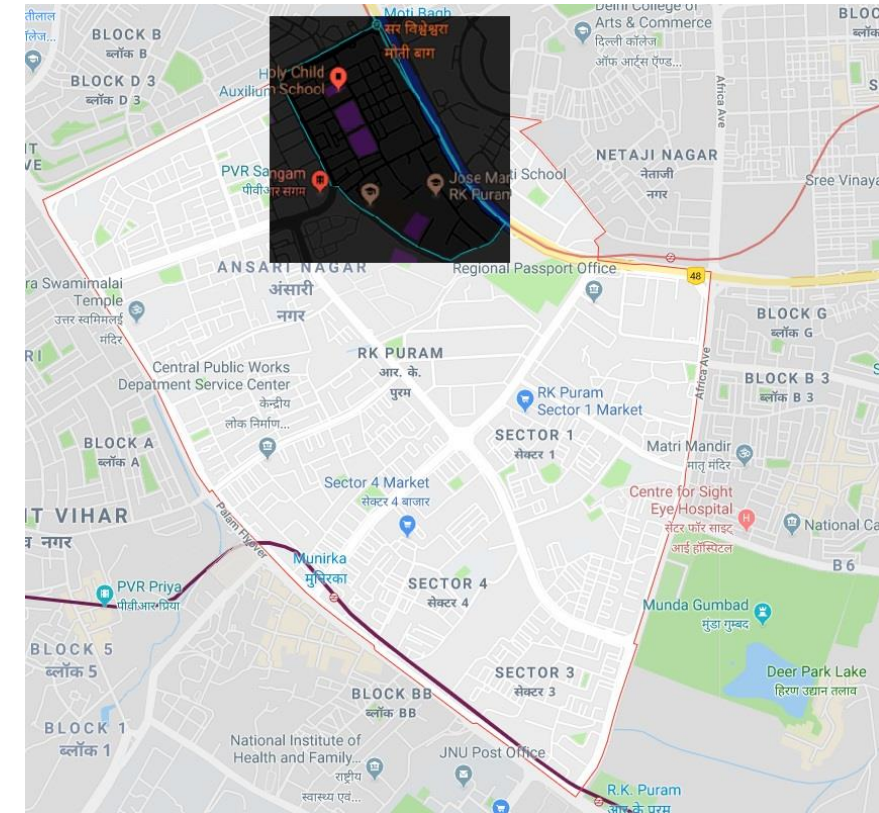 Moti Bagh
सर विश्वेश्वरा
मोती बाग
Delhi College of
Arts & Commerce
दिल्ली कॉलेज
ऑफ आर्ट्स ऍण्ड...
BLOCK B
ब्लॉक B
BLOCK D 3
ब्लॉक D 3
Holy Child
Auxilium School
Africa Ave
NETAJI NAGAR
नेताजी
नगर
PVR Sangam
पीवीआर संगम
Jose Marti School
RK Puram
Sree Vinaya
ANSARI NAGAR
अंसारी
नगर
Regional Passport Office
48
Swamimalai
Temple
उत्तर स्वमिमलई
मंदिर
BLOCK G
ब्लॉक G
RK PURAM
आर. के.
पुरम
Central Public Works
Depatment Service Center
केन्द्रीय
लोक निर्माण...
Africa Ave
BLOCK B 3
ब्लॉक B 3
RK Puram
Sector 1 Market
SECTOR 1
सेक्टर 1
BLOCK A
ब्लॉक A
Matri Mandir
मातृ मंदिर
Sector 4 Market
सेक्टर 4 बाजार
Centre for Sight
Eye Hospital
सेंटर फॉर साइट
आई हॉस्पिटल
National Ca
VIHAR
नगर
Palam Flyover
B 6
Munirka
मुनिरका
PVR Priya
पीवीआर प्रिया
SECTOR 4
सेक्टर 4
Munda Gumbad
मुंडा गुम्बद
BLOCK 5
ब्लॉक 5
SECTOR 3
सेक्टर 3
Deer Park Lake
हिरण उद्यान तलाव
BLOCK BB
ब्लॉक BB
BLOCK 1
ब्लॉक 1
National Institute of
Health and Family...
राष्ट्रीय
स्वास्थ्य एवं...
JNU Post Office
R.K. Puram
आर के पुरम